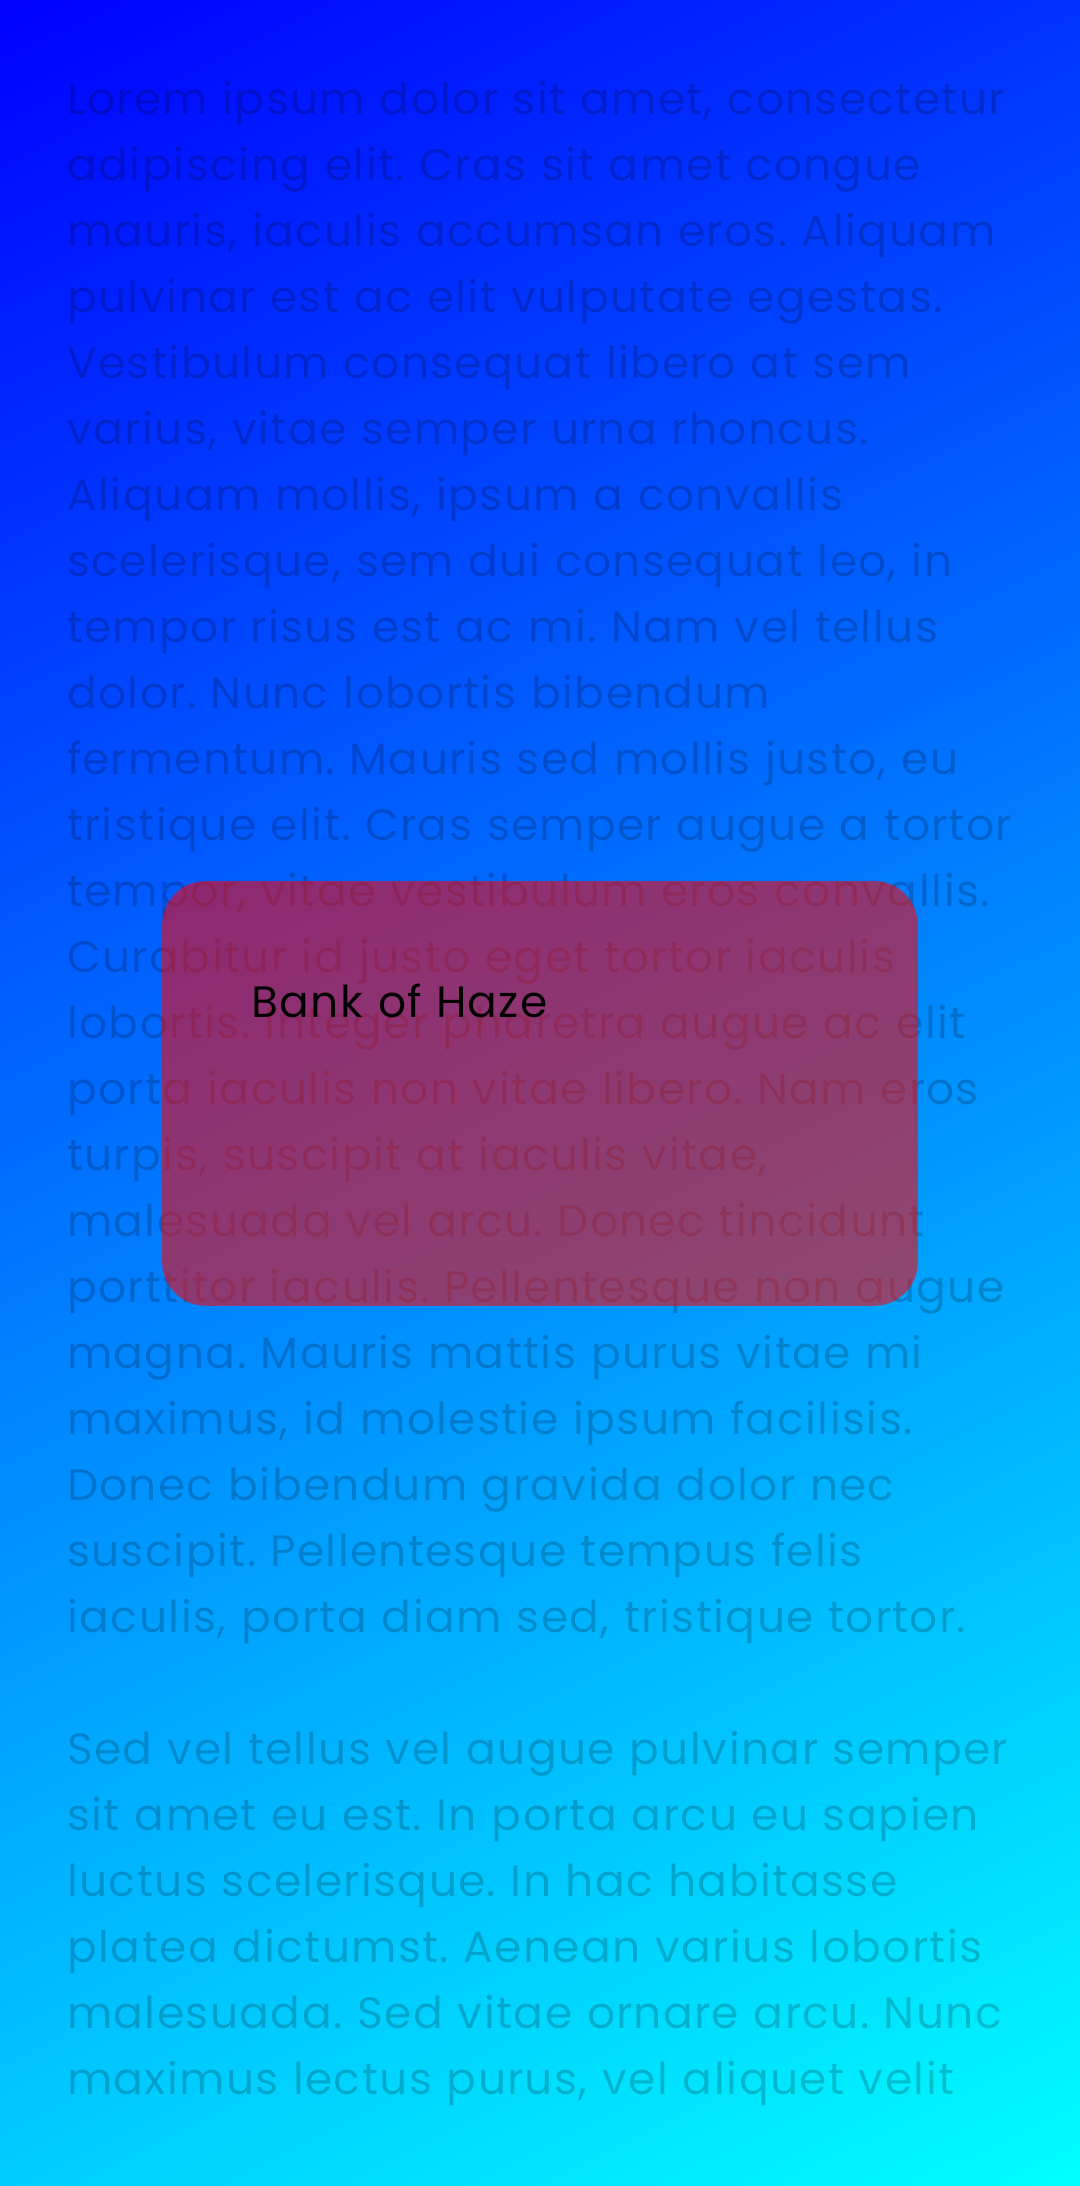 Lorem ipsum dolor sit amet, consectetur
adipiscing elit. Cras sit amet congue
mauris, iaculis accumsan eros. Aliquam
pulvinar est ac elit vulputate egestas.
Vestibulum consequat libero at sem
varius, vitae semper urna rhoncus.
Aliquam mollis, ipsum a convallis
scelerisque, sem dui consequat leo, in
tempor risus est ac mi. Nam vel tellus
dolor. Nunc lobortis bibendum
fermentum. Mauris sed mollis justo, eu
tristique elit. Cras semper augue a tortor
tempor, vitae vestibulum eros convallis.
Curabitur id justo eget tortor iaculis
Bank of Haze
lobortis. Integer pharetra augue ac elit
porta iaculis non vitae libero. Nam eros
turpis, suscipit at iaculis vitae,
malesuada vel arcu. Donec tincidunt
porttitor iaculis. Pellentesque non augue
magna. Mauris mattis purus vitae mi
maximus, id molestie ipsum facilisis.
Donec bibendum gravida dolor nec
suscipit. Pellentesque tempus felis
iaculis, porta diam sed, tristique tortor.
Sed vel tellus vel augue pulvinar semper
sit amet eu est. In porta arcu eu sapien
luctus scelerisque. In hac habitasse
platea dictumst. Aenean varius lobortis
malesuada. Sed vitae ornare arcu. Nunc
maximus lectus purus, vel aliquet velit